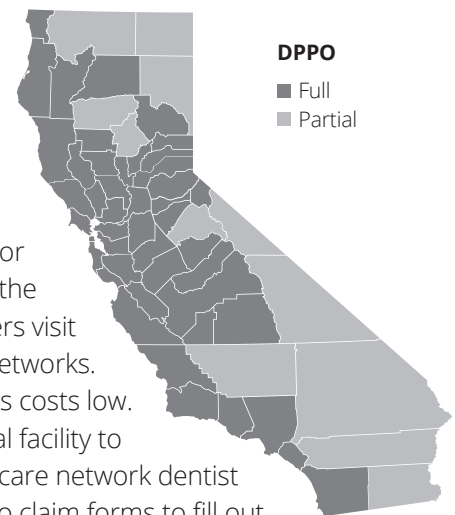 DPPO
Full
Partial
or
the
ers visit
etworks.
s costs low.
al facility to
care network dentist
o claim forms to fill out